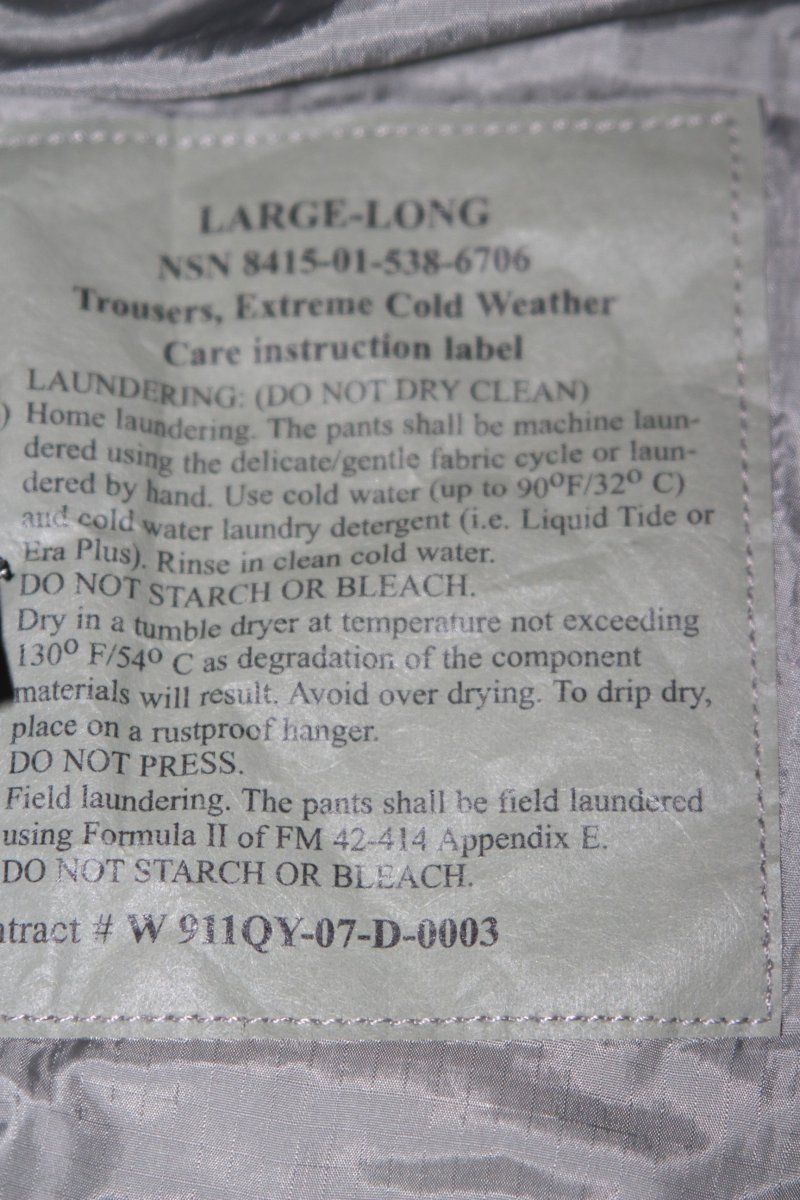 LARGE-LONG
NSN 8415-01-538-6706
Trousers, Extreme Cold Weather
Care instruction label
LAUNDERING: (DO NOT DRY CLEAN)
) Home laundering. The pants shall be machine laun-
dered using the delicate/gentle fabric cycle or laun-
dered by hand. Use cold water (up to 90ºF/32º C)
and cold water laundry detergent (i.e. Liquid Tide or
Era Plus). Rinse in clean cold water.
DO NOT STARCH OR BLEACH.
Dry in a tumble dryer at temperature not exceeding
130º F/54º C as degradation of the component
materials will result. Avoid over drying. To drip dry,
place on a rustproof hanger.
DO NOT PRESS.
Field laundering. The pants shall be field laundered
using Formula II of FM 42-414 Appendix E.
DO NOT STARCH OR BLEACH.
ntract # W 911QY-07-D-0003